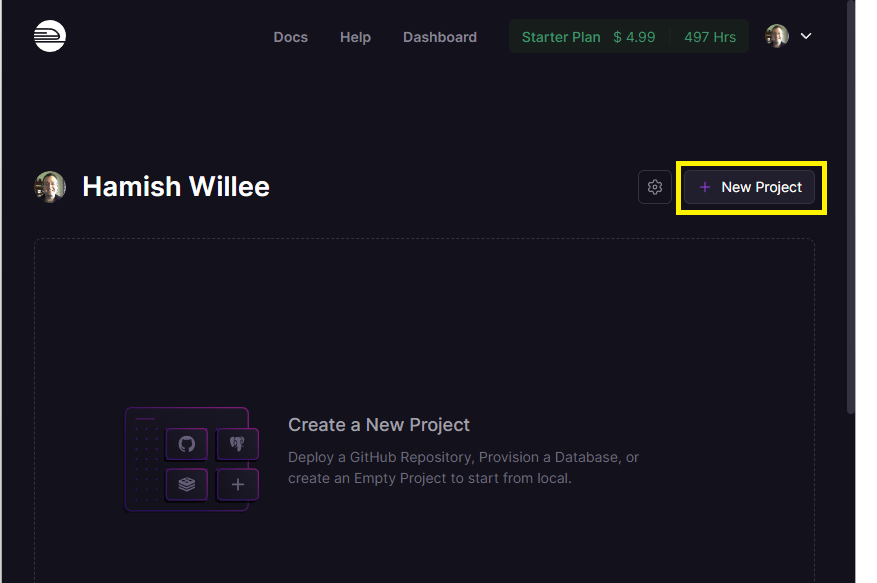 Docs Help Dashboard Starter Plan $ 4.99 497 Hrs
Hamish Willee
New Project
Create a New Project
Deploy a GitHub Repository, Provision a Database, or
create an Empty Project to start from local.